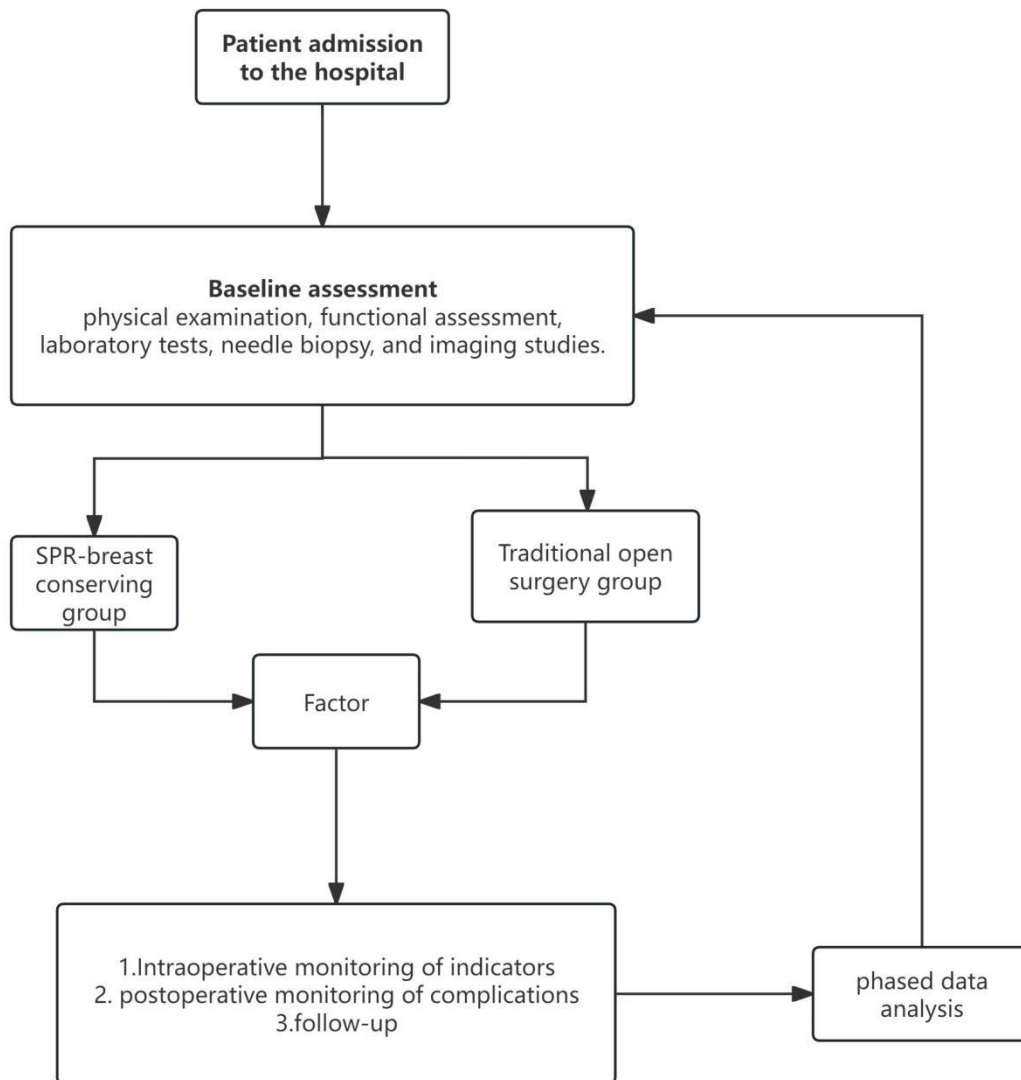 Patient admission
to the hospital
Baseline assessment
physical examination, functional assessment,
laboratory tests, needle biopsy, and imaging studies.
SPR-breast
conserving
group
Traditional open
surgery group
Factor
1.Intraoperative monitoring of indicators
2. postoperative monitoring of complications
3.follow-up
phased data
analysis